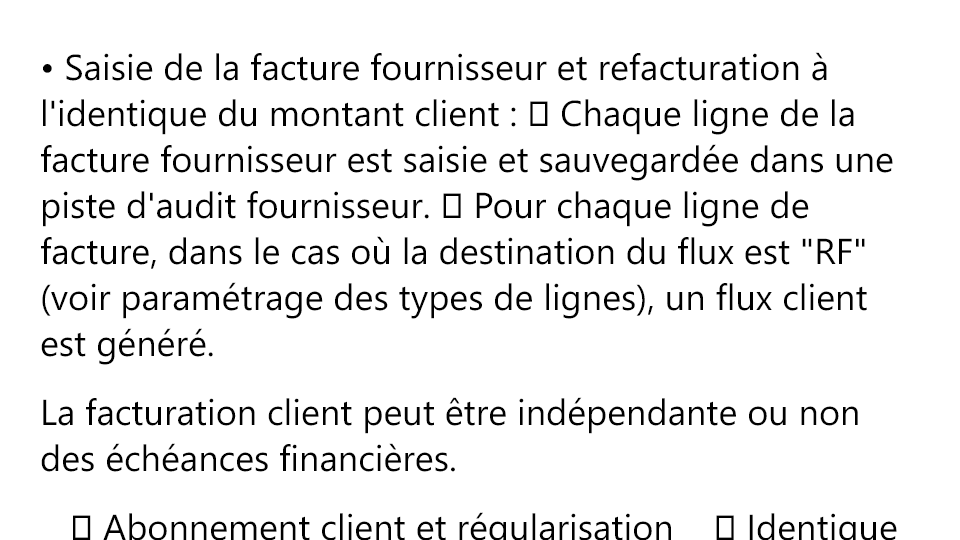 • Saisie de la facture fournisseur et refacturation à
l'identique du montant client : ▯ Chaque ligne de la
facture fournisseur est saisie et sauvegardée dans une
piste d'audit fournisseur. ▯ Pour chaque ligne de
facture, dans le cas où la destination du flux est "RF"
(voir paramétrage des types de lignes), un flux client
est généré.
La facturation client peut être indépendante ou non
des échéances financières.
▯ Abonnement client et régularisation ▯ Identique